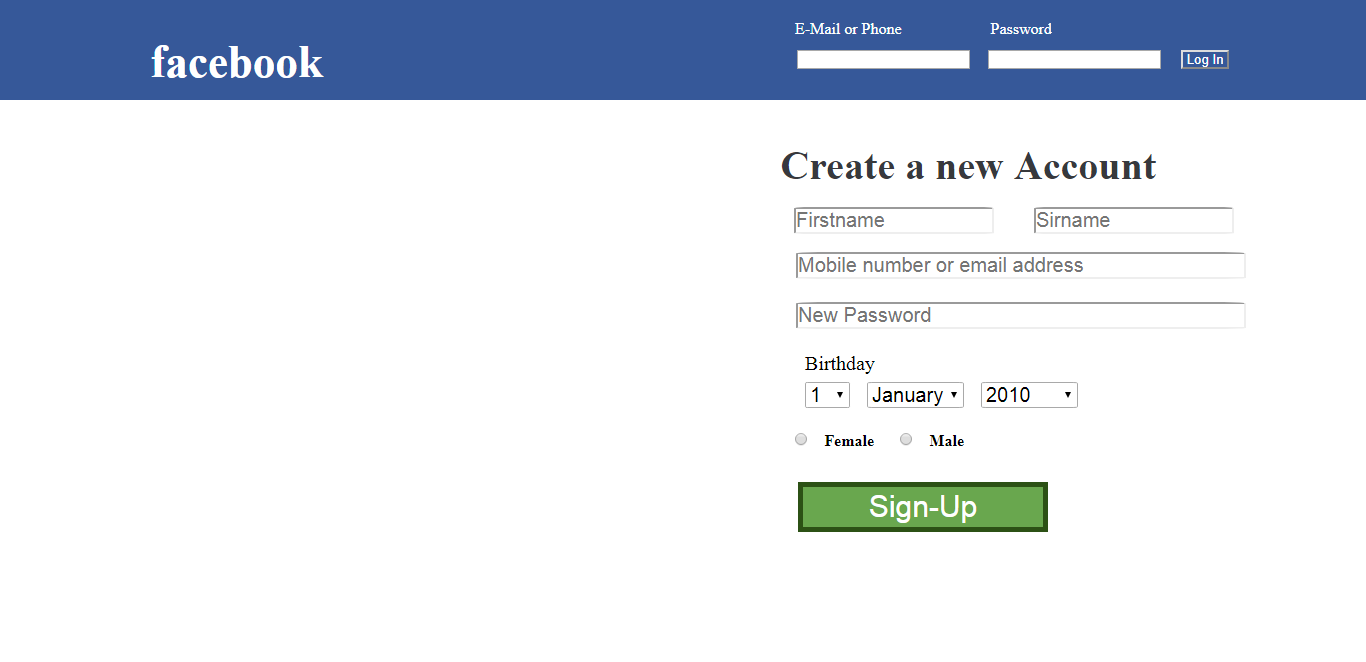 E-Mail or Phone Password
facebook Log In
Create a new Account
Firstname Sirname
Mobile number or email address
New Password
Birthday
1 January 2010
Female Male
Sign-Up